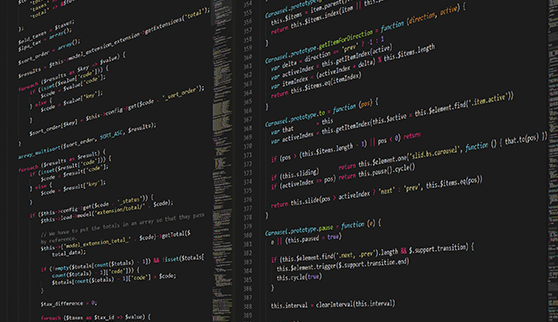 "total" => $total
);
$old_taxes = $taxes;
$lpa_tax = array();
$sort_order = array();
$results = $this->model_extension_extension->getExtensions('total');
foreach ($results as $key => $value) {
if (isset($value['code'])) {
$code = $value['code'];
} else {
$code = $value['key'];
}
$sort_order[$key] = $this->config->get($code . '_sort_order');
}
array_multisort($sort_order, SORT_ASC, $results);
foreach ($results as $result) {
if (isset($result['code'])) {
$code = $result['code'];
} else {
$code = $result['key'];
}
if ($this->config->get($code . '_status')) {
$this->load->model('extension/total/' . $code);
// We have to put the totals in an array so that they pass
by reference.
$this->{'model_extension_total_' . $code}->getTotal($
total_data);
if (!empty($totals[count($totals) - 1]) && !isset($totals[
count($totals) - 1]['code'])) {
$totals[count($totals) - 1]['code'] = $code;
}
$tax_difference = 0;
foreach ($taxes as $tax_id => $value) {
this.$items = item.parent()
return this.$items.index(item ||
}
Carousel.prototype.getItemForDirection = function (direction, active) {
var activeIndex = this.getItemIndex(active)
var delta = direction == 'prev' ? -1 : 1
var itemIndex = (activeIndex + delta) % this.$items.length
return this.$items.eq(itemIndex)
}
Carousel.prototype.to = function (pos) {
var that = this
var activeIndex = this.getItemIndex(this.$active = this.$element.find('.item.active'))
if (pos > (this.$items.length - 1) || pos < 0) return
if (this.sliding) return this.$element.one('slid.bs.carousel', function () { that.to(pos) })
if (activeIndex == pos) return this.pause().cycle()
return this.slide(pos > activeIndex ? 'next' : 'prev', this.$items.eq(pos))
}
Carousel.prototype.pause = function (e) {
e || (this.paused = true)
if (this.$element.find('.next, .prev').length && $.support.transition) {
this.$element.trigger($.support.transition.end)
this.cycle(true)
}
this.interval = clearInterval(this.interval)